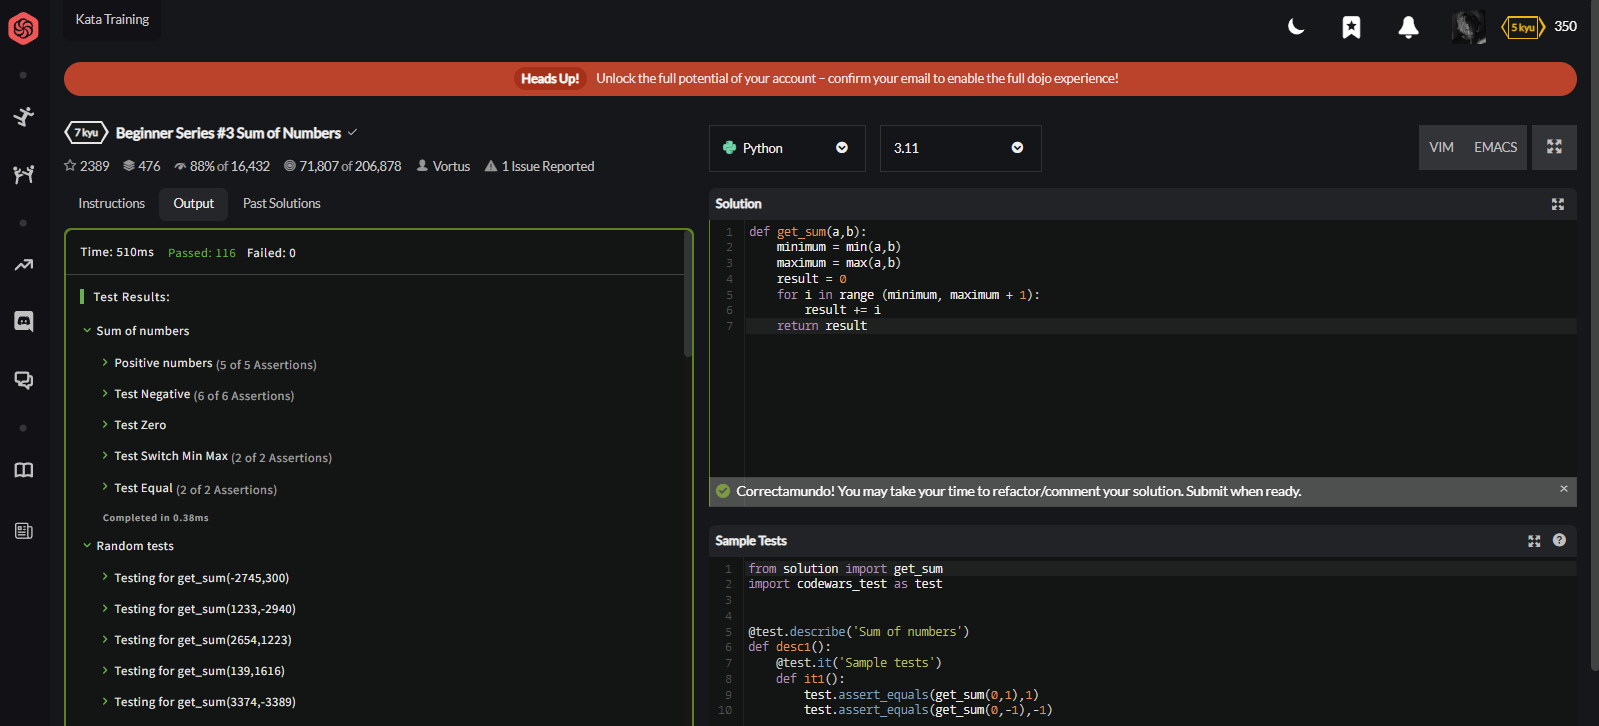 Kata Training
5 kyu 350
Heads Up! Unlock the full potential of your account – confirm your email to enable the full dojo experience!
7 kyu Beginner Series #3 Sum of Numbers
2389 476 88% of 16,432 71,807 of 206,878 Vortus 1 Issue Reported
Instructions Output Past Solutions
Time: 510ms Passed: 116 Failed: 0
Test Results:
Sum of numbers
Positive numbers (5 of 5 Assertions)
Test Negative (6 of 6 Assertions)
Test Zero
Test Switch Min Max (2 of 2 Assertions)
Test Equal (2 of 2 Assertions)
Completed in 0.38ms
Random tests
Testing for get_sum(-2745,300)
Testing for get_sum(1233,-2940)
Testing for get_sum(2654,1223)
Testing for get_sum(139,1616)
Testing for get_sum(3374,-3389)
Python 3.11 VIM EMACS
Solution
1 def get_sum(a,b):
2     minimum = min(a,b)
3     maximum = max(a,b)
4     result = 0
5     for i in range (minimum, maximum + 1):
6         result += i
7     return result
Correctamundo! You may take your time to refactor/comment your solution. Submit when ready.
Sample Tests
1 from solution import get_sum
2 import codewars_test as test
3
4
5 @test.describe('Sum of numbers')
6 def desc1():
7     @test.it('Sample tests')
8     def it1():
9         test.assert_equals(get_sum(0,1),1)
10         test.assert_equals(get_sum(0,-1),-1)